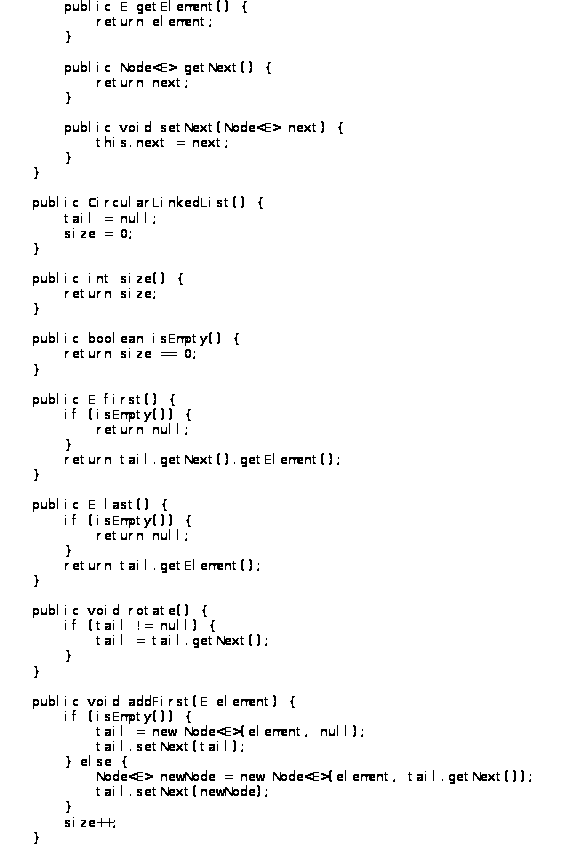 public E getElement() {
return element;
}
public Node<E> getNext() {
return next;
}
public void setNext(Node<E> next) {
this.next = next;
}
}
public CircularLinkedList() {
tail = null;
size = 0;
}
public int size() {
return size;
}
public boolean isEmpty() {
return size == 0;
}
public E first() {
if (isEmpty()) {
return null;
}
return tail.getNext().getElement();
}
public E last() {
if (isEmpty()) {
return null;
}
return tail.getElement();
}
public void rotate() {
if (tail != null) {
tail = tail.getNext();
}
}
public void addFirst(E element) {
if (isEmpty()) {
tail = new Node<E>(element, null);
tail.setNext(tail);
} else {
Node<E> newNode = new Node<E>(element, tail.getNext());
tail.setNext(newNode);
}
size++;
}